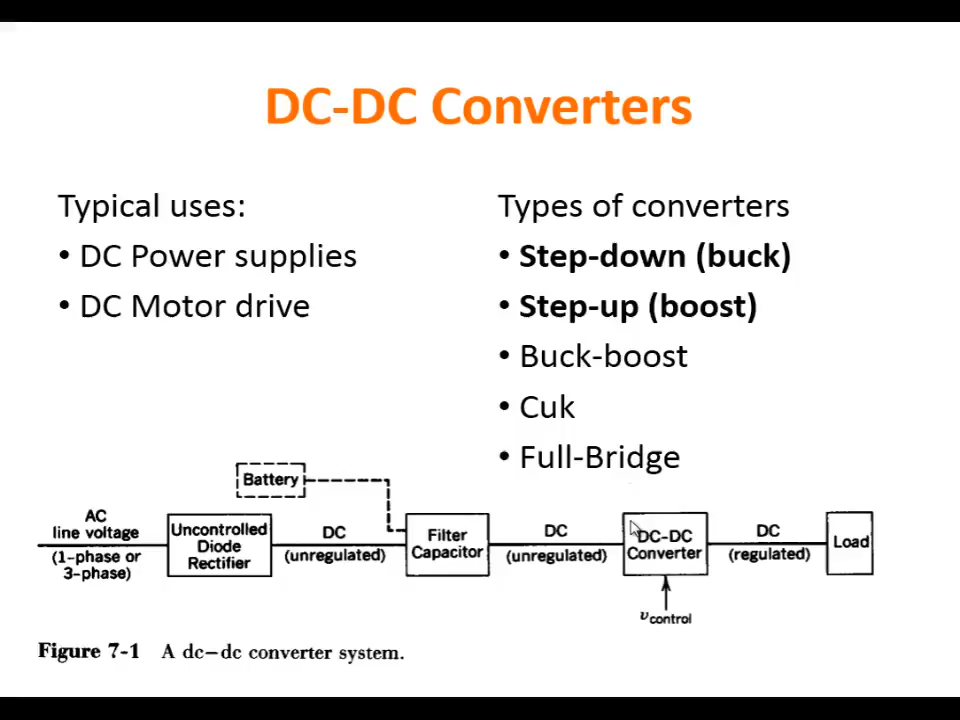 DC-DC Converters
Typical uses:
• DC Power supplies
• DC Motor drive
Types of converters
• Step-down (buck)
• Step-up (boost)
• Buck-boost
• Cuk
• Full-Bridge
Battery
AC
line voltage
(1-phase or
3-phase)
Uncontrolled
Diode
Rectifier
DC
(unregulated)
Filter
Capacitor
DC
(unregulated)
DC-DC
Converter
DC
(regulated)
Load
vcontrol
Figure 7-1 A dc–dc converter system.